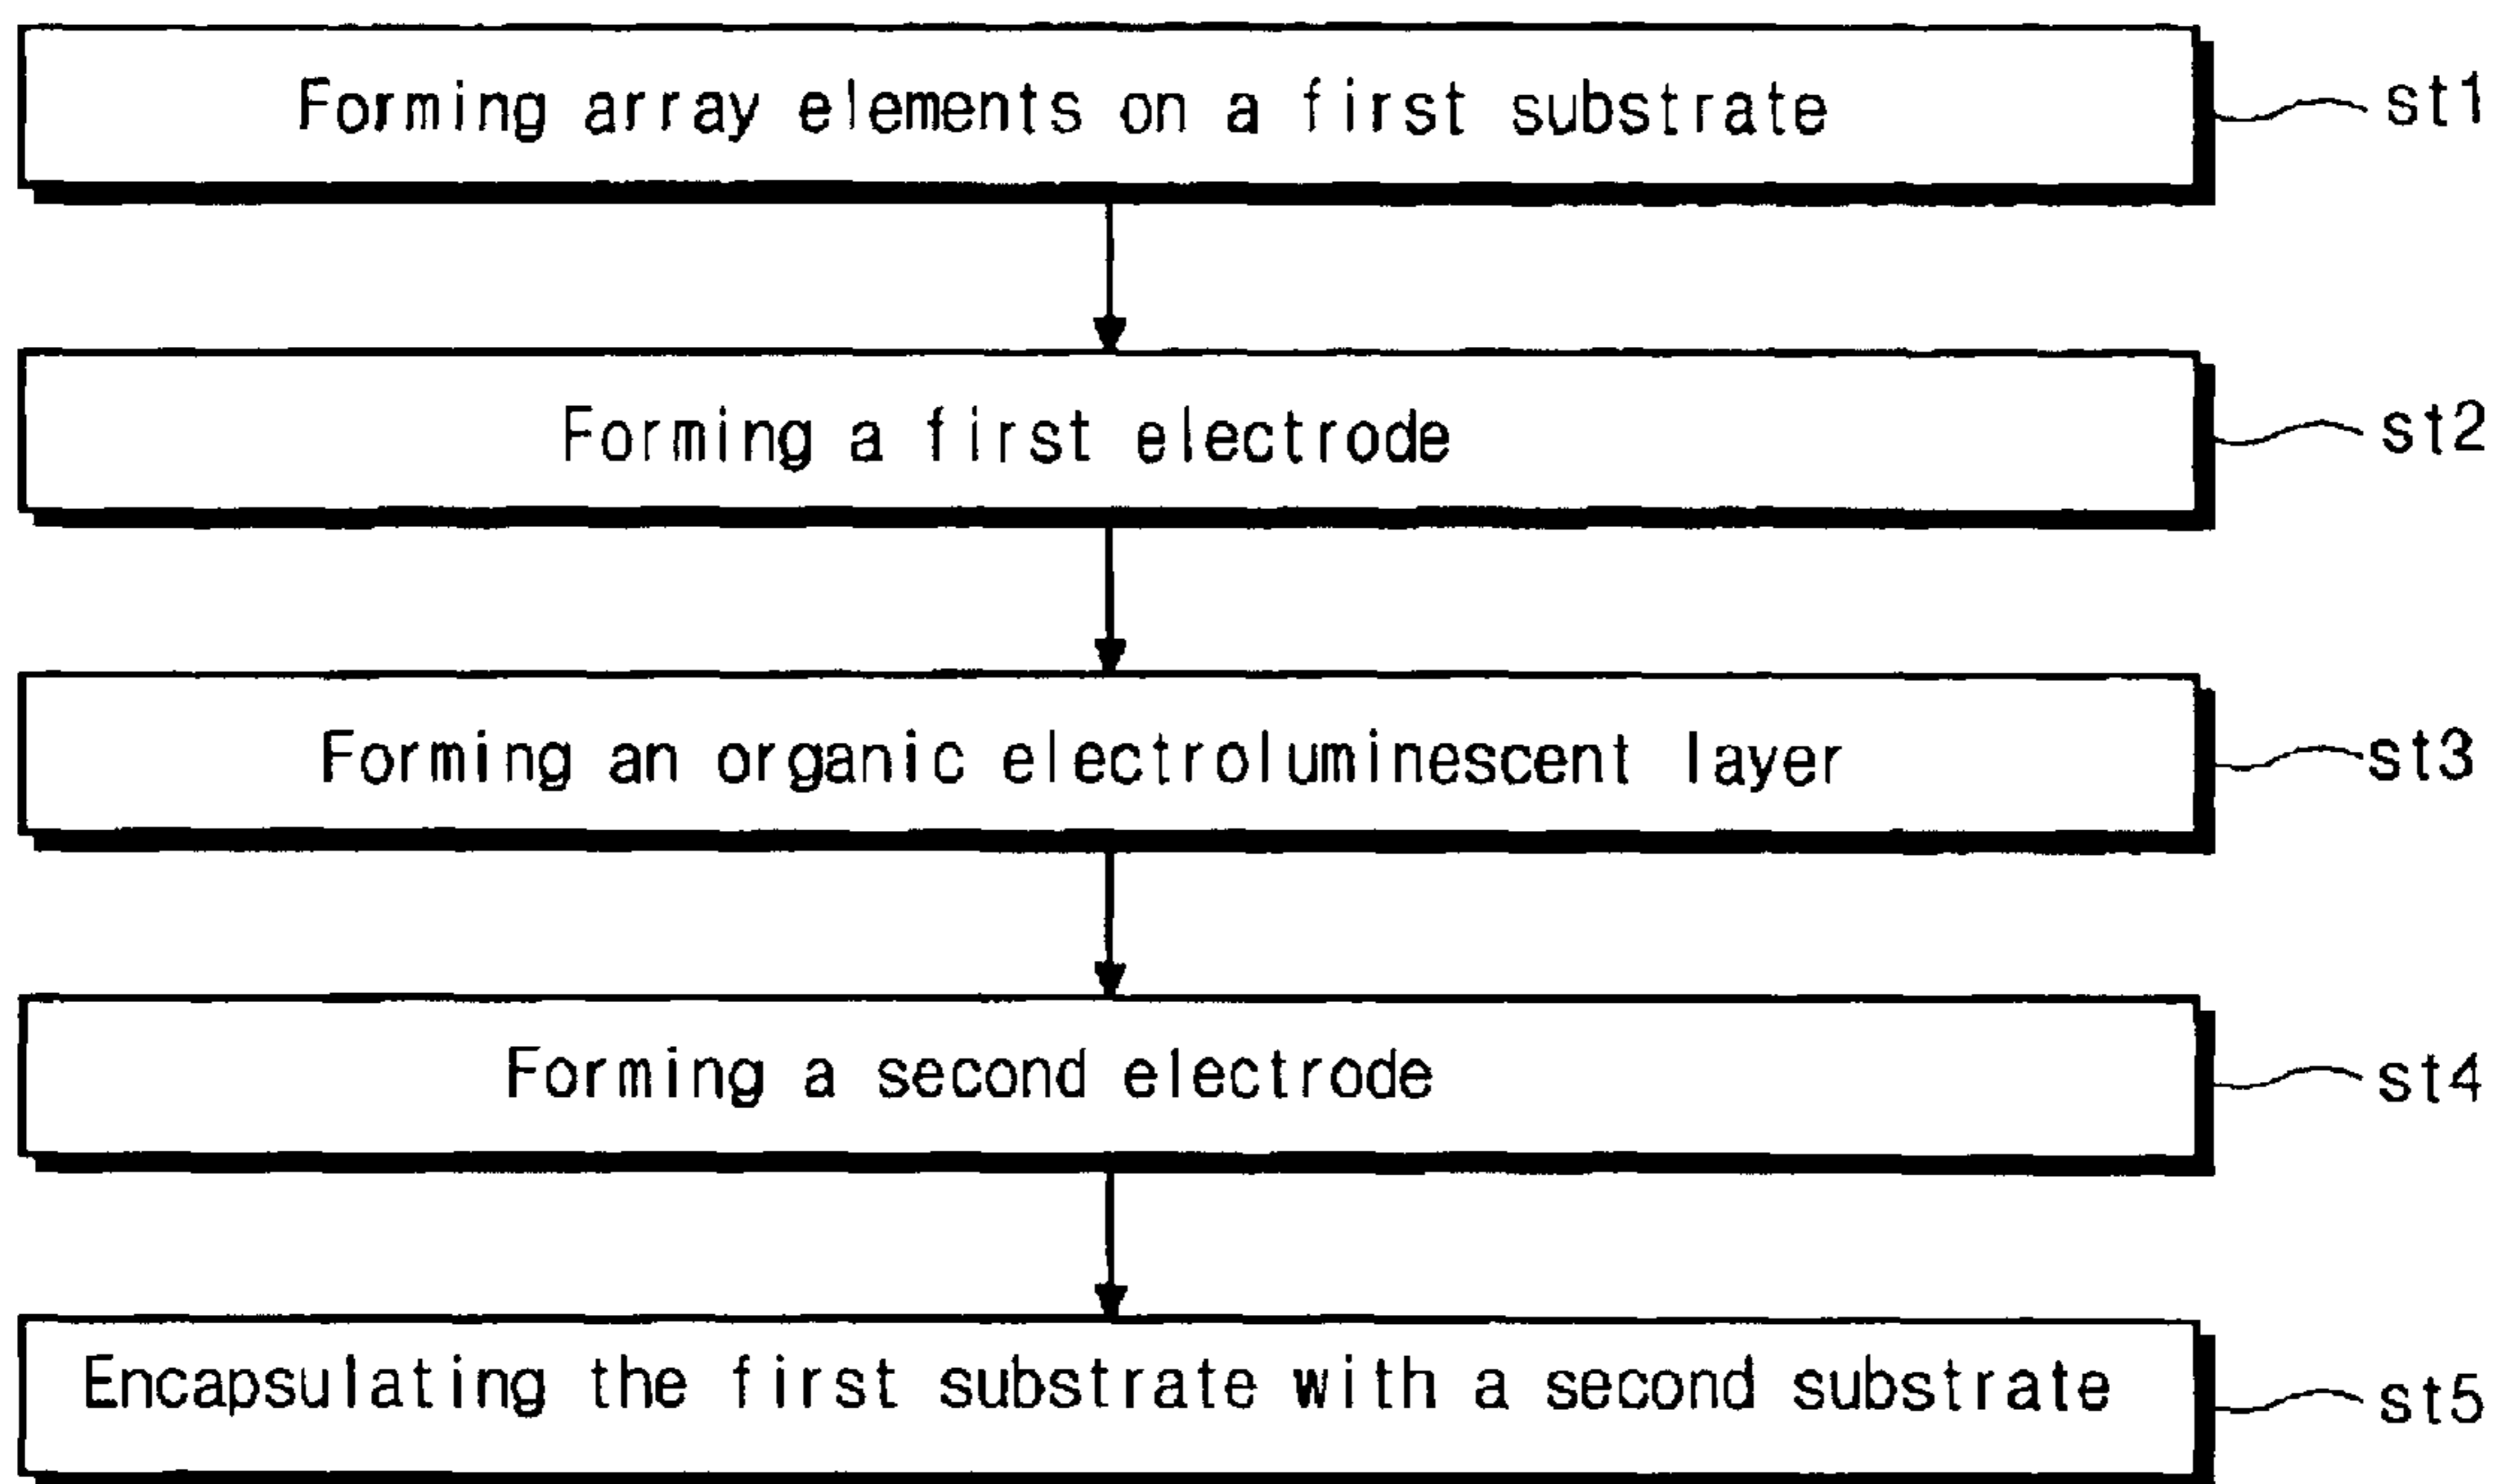 Forming array elements on a first substrate st1
Forming a first electrode st2
Forming an organic electroluminescent layer st3
Forming a second electrode st4
Encapsulating the first substrate with a second substrate st5